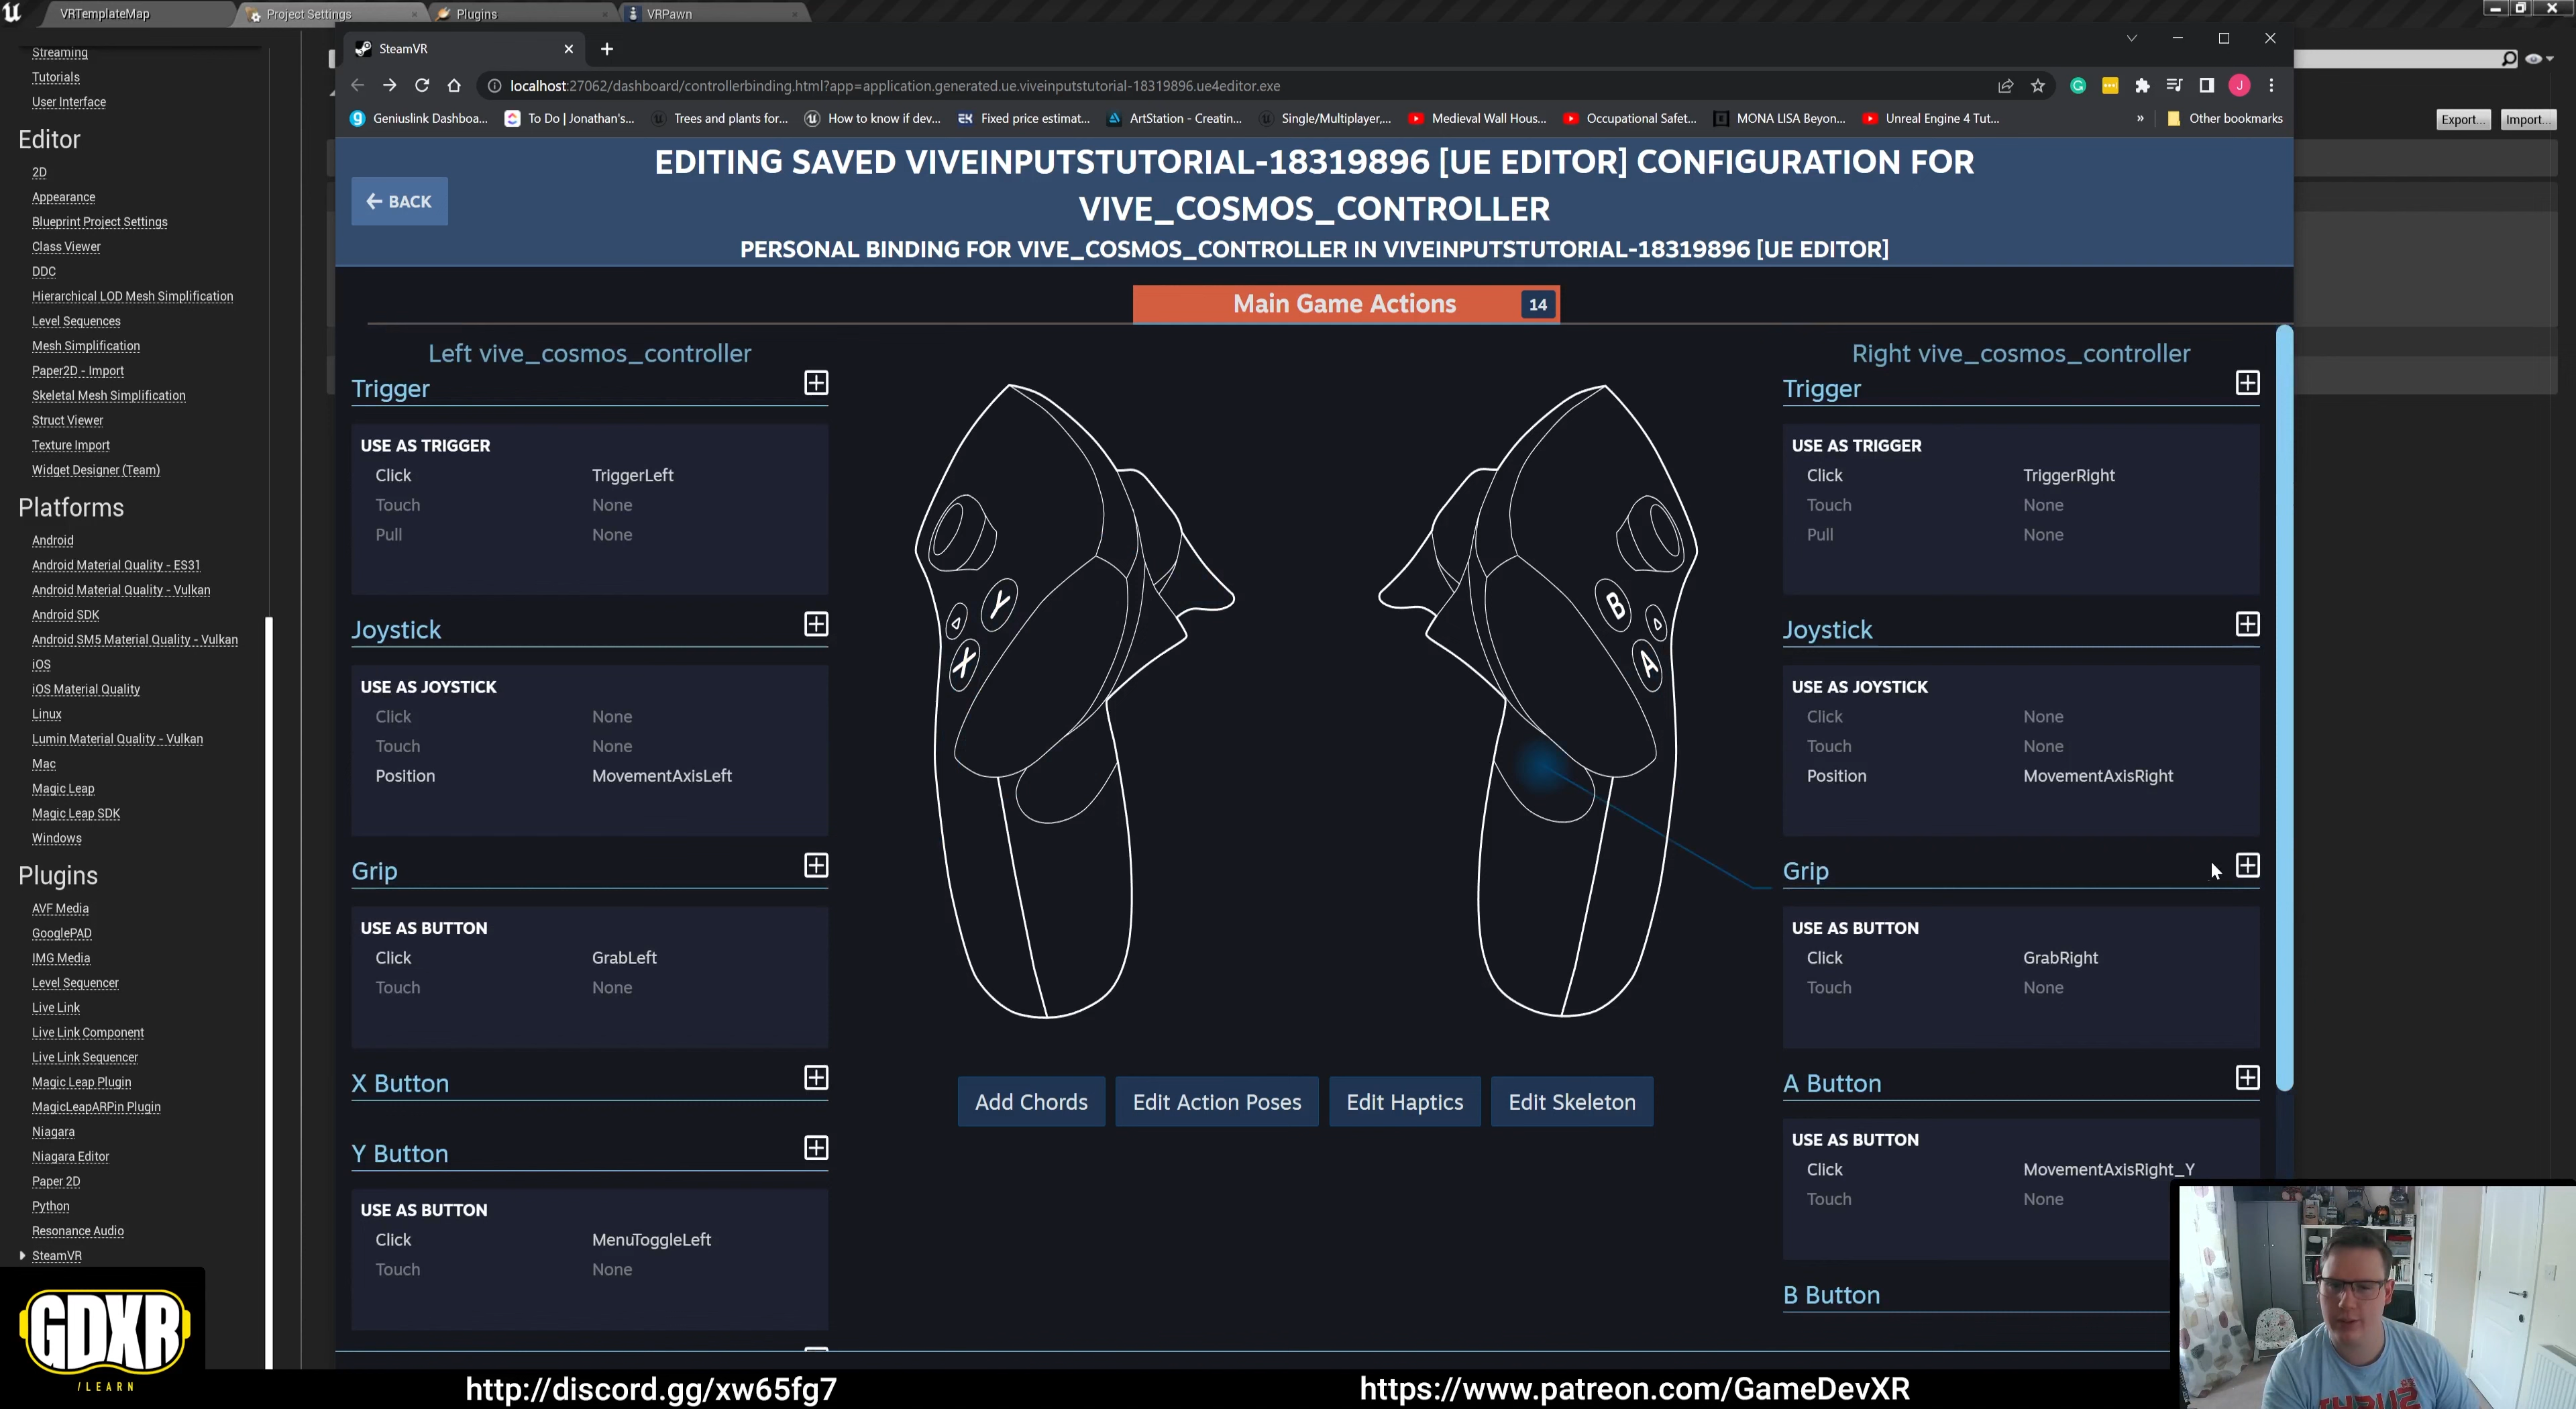 VRTemplateMap
Project Settings
Plugins
VRPawn
SteamVR
localhost:27062/dashboard/controllerbinding.html?app=application.generated.ue.viveinputstutorial-18319896.ue4editor.exe
J
Geniuslink Dashboa...
To Do | Jonathan's...
Trees and plants for...
How to know if dev...
Fixed price estimat...
ArtStation - Creatin...
Single/Multiplayer,...
Medieval Wall Hous...
Occupational Safet...
MONA LISA Beyon...
Unreal Engine 4 Tut...
»
Other bookmarks
Export...
Import...
Streaming
Tutorials
User Interface
Editor
2D
Appearance
Blueprint Project Settings
Class Viewer
DDC
Hierarchical LOD Mesh Simplification
Level Sequences
Mesh Simplification
Paper2D - Import
Skeletal Mesh Simplification
Struct Viewer
Texture Import
Widget Designer (Team)
Platforms
Android
Android Material Quality - ES31
Android Material Quality - Vulkan
Android SDK
Android SM5 Material Quality - Vulkan
iOS
iOS Material Quality
Linux
Lumin Material Quality - Vulkan
Mac
Magic Leap
Magic Leap SDK
Windows
Plugins
AVF Media
GooglePAD
IMG Media
Level Sequencer
Live Link
Live Link Component
Live Link Sequencer
Magic Leap Plugin
MagicLeapARPin Plugin
Niagara
Niagara Editor
Paper 2D
Python
Resonance Audio
SteamVR
← BACK
EDITING SAVED VIVEINPUTSTUTORIAL-18319896 [UE EDITOR] CONFIGURATION FOR
VIVE_COSMOS_CONTROLLER
PERSONAL BINDING FOR VIVE_COSMOS_CONTROLLER IN VIVEINPUTSTUTORIAL-18319896 [UE EDITOR]
Main Game Actions 14
Left vive_cosmos_controller
Trigger
USE AS TRIGGER
Click TriggerLeft
Touch None
Pull None
Joystick
USE AS JOYSTICK
Click None
Touch None
Position MovementAxisLeft
Grip
USE AS BUTTON
Click GrabLeft
Touch None
X Button
Y Button
USE AS BUTTON
Click MenuToggleLeft
Touch None
Y
X
B
A
Add Chords
Edit Action Poses
Edit Haptics
Edit Skeleton
Right vive_cosmos_controller
Trigger
USE AS TRIGGER
Click TriggerRight
Touch None
Pull None
Joystick
USE AS JOYSTICK
Click None
Touch None
Position MovementAxisRight
Grip
USE AS BUTTON
Click GrabRight
Touch None
A Button
USE AS BUTTON
Click MovementAxisRight_Y
Touch None
B Button
GDXR
/LEARN
http://discord.gg/xw65fg7
https://www.patreon.com/GameDevXR